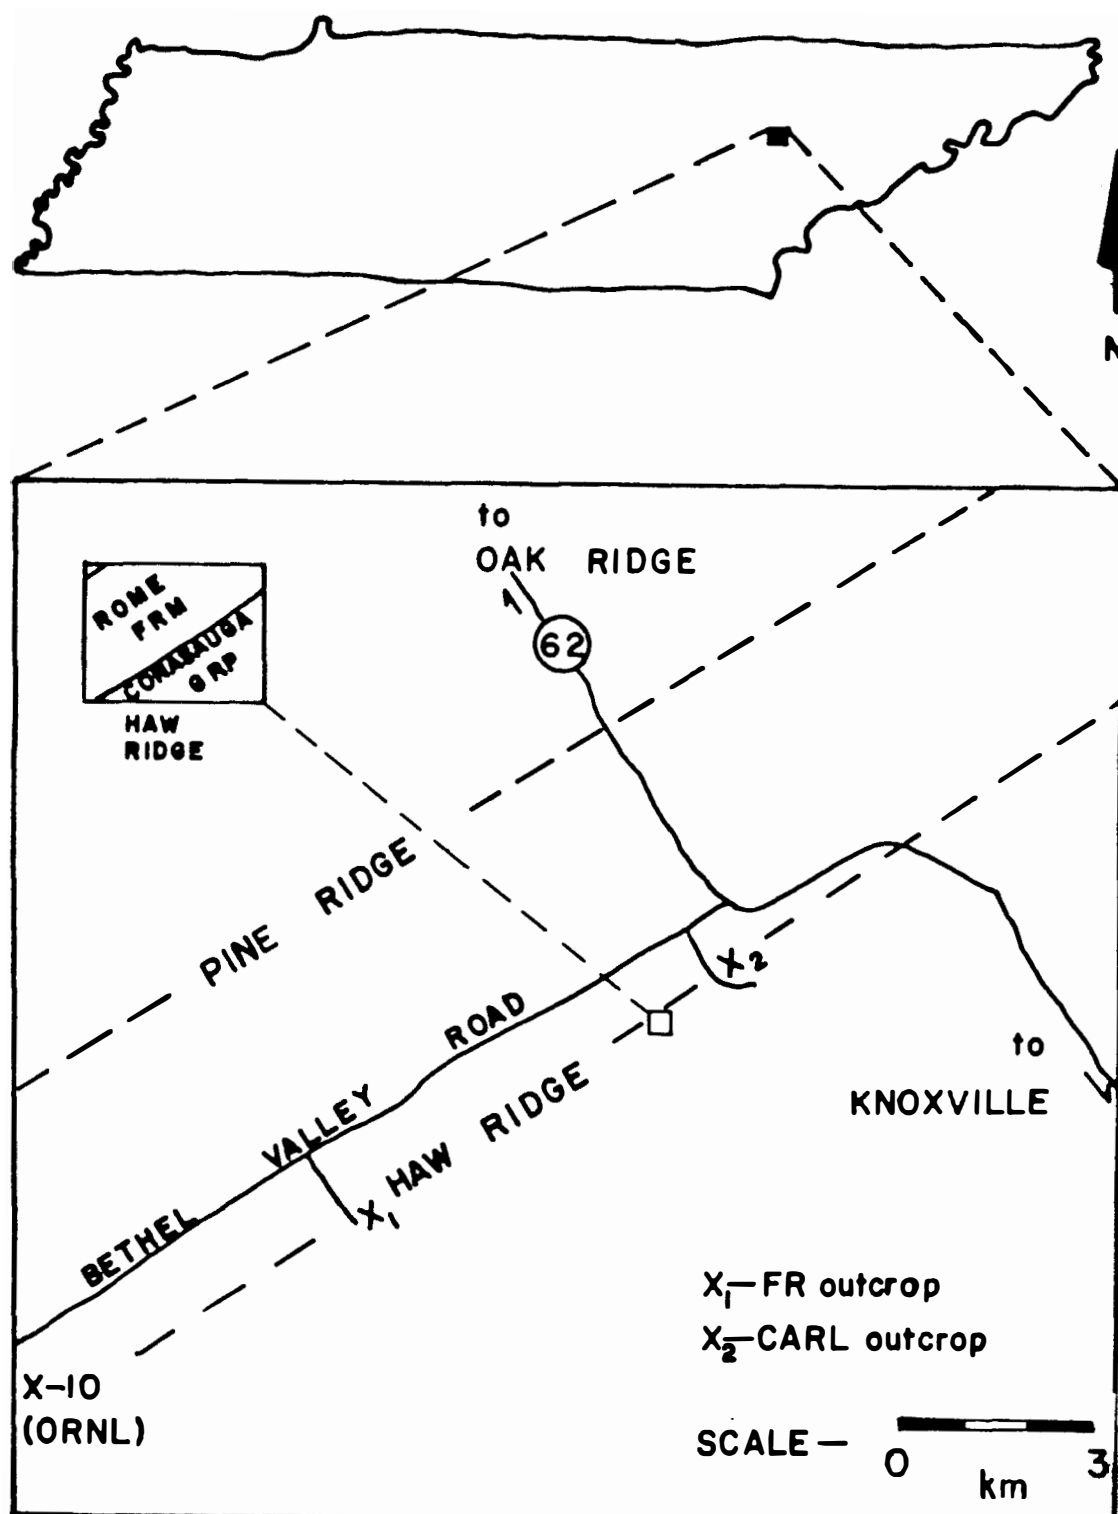 N
to
OAK RIDGE
62
ROME
FRM
CONASAUGA
GRP
HAW
RIDGE
PINE RIDGE
X2
BETHEL VALLEY ROAD
HAW RIDGE
X1
to
KNOXVILLE
X1—FR outcrop
X2—CARL outcrop
X-10
(ORNL)
SCALE —
0 3
km